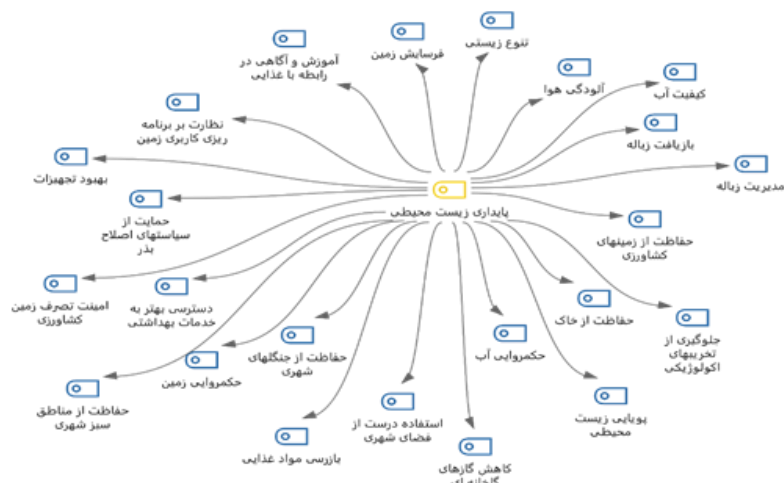 تنوع زیستی
فرسایش زمین
آموزش و آگاهی در
رابطه با غذایی
آلودگی هوا
کیفیت آب
نظارت بر برنامه
ریزی کاربری زمین
بازیافت زباله
بهبود تجهیزات
مدیریت زباله
حمایت از
سیاستهای اصلاح
بذر
پایداری زیست محیطی
حفاظت از زمینهای
کشاورزی
امینت تصرف زمین
کشاورزی
دسترسی بهتر به
خدمات بهداشتی
حفاظت از خاک
جلوگیری از
تخریبهای
اکولوژیکی
حفاظت از جنگلهای
شهری
حکمروایی آب
حکمروایی زمین
حفاظت از مناطق
سبز شهری
استفاده درست از
فضای شهری
پویایی زیست
محیطی
بازرسی مواد غذایی
کاهش گازهای
گلخانه ای